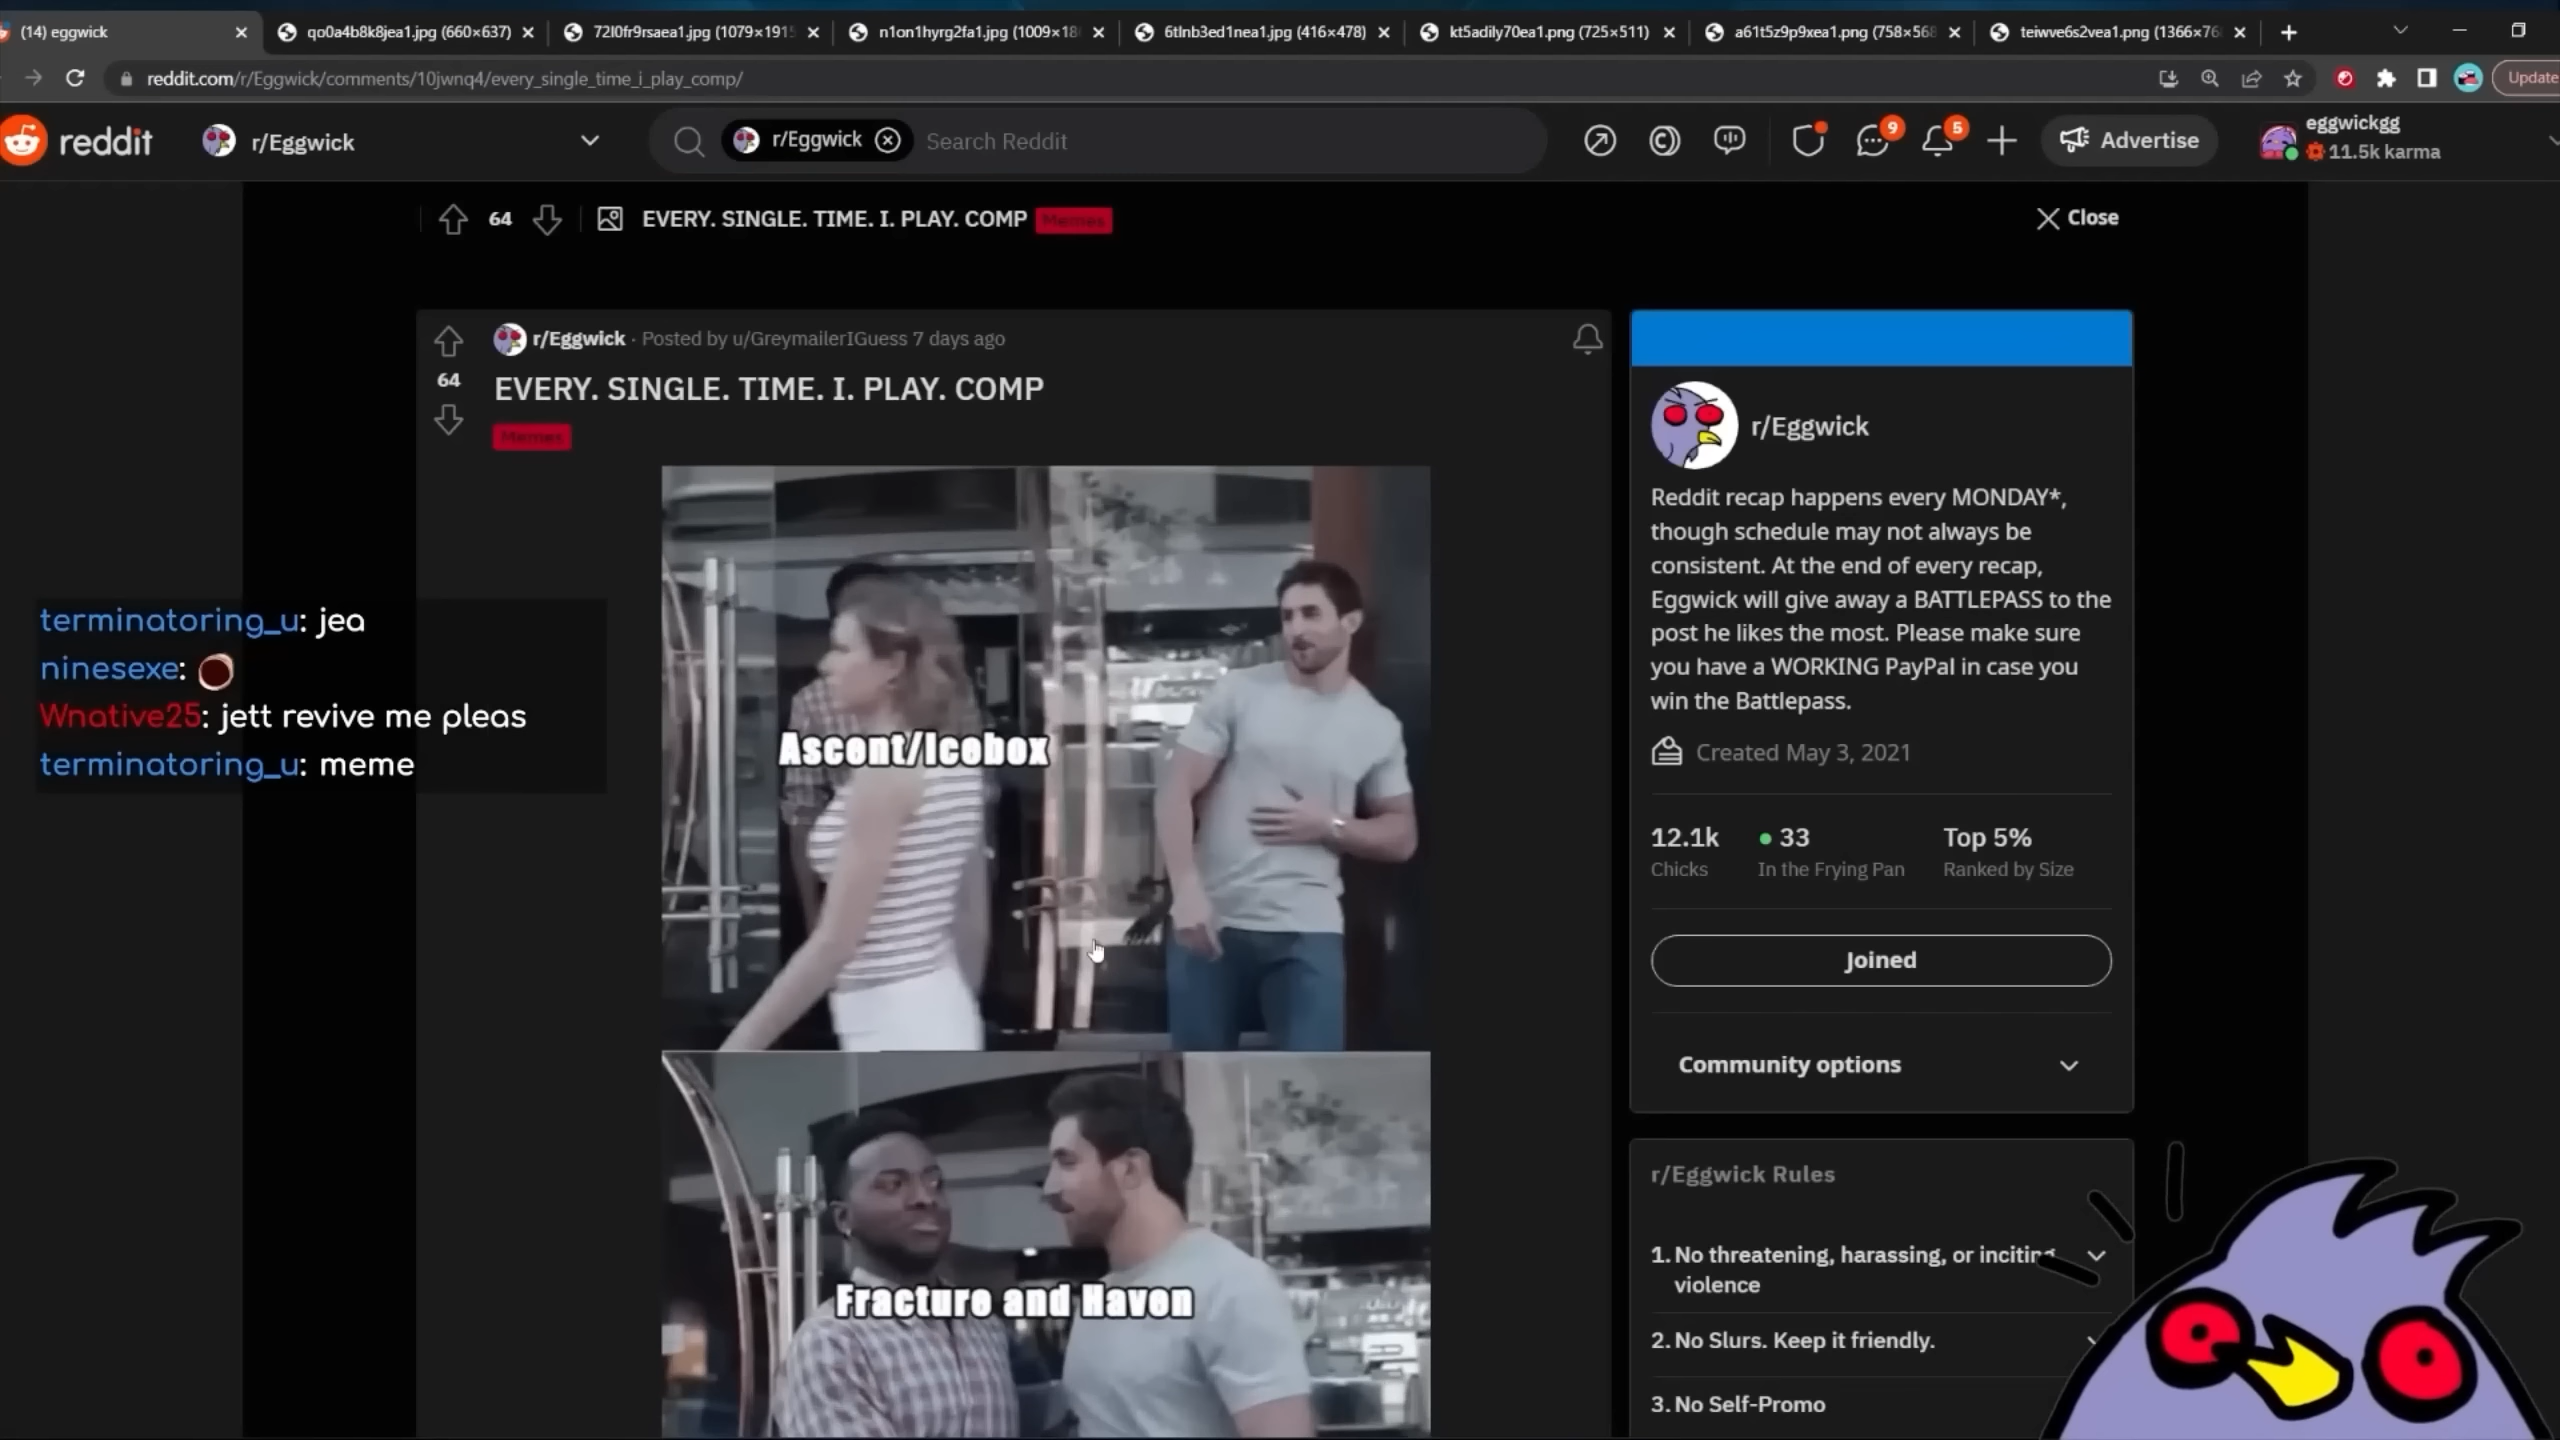 (14) eggwick
qo0a4b8k8jea1.jpg (660×637)
72l0fr9rsaea1.jpg (1079×1915
n1on1hyrg2fa1.jpg (1009×18
6tlnb3ed1nea1.jpg (416×478)
kt5adily70ea1.png (725×511)
a61t5z9p9xea1.png (758×568
teiwve6s2vea1.png (1366×76
reddit.com/r/Eggwick/comments/10jwnq4/every_single_time_i_play_comp/
Update
reddit
r/Eggwick
r/Eggwick
Search Reddit
9
5
Advertise
eggwickgg
11.5k karma
64
EVERY. SINGLE. TIME. I. PLAY. COMP
Memes
Close
r/Eggwick · Posted by u/GreymailerIGuess 7 days ago
64
EVERY. SINGLE. TIME. I. PLAY. COMP
Memes
Ascent/Icebox
Fracture and Haven
terminatoring_u: jea
ninesexe:
Wnative25: jett revive me pleas
terminatoring_u: meme
r/Eggwick
Reddit recap happens every MONDAY*,
though schedule may not always be
consistent. At the end of every recap,
Eggwick will give away a BATTLEPASS to the
post he likes the most. Please make sure
you have a WORKING PayPal in case you
win the Battlepass.
Created May 3, 2021
12.1k
Chicks
33
In the Frying Pan
Top 5%
Ranked by Size
Joined
Community options
r/Eggwick Rules
1. No threatening, harassing, or inciting
violence
2. No Slurs. Keep it friendly.
3. No Self-Promo